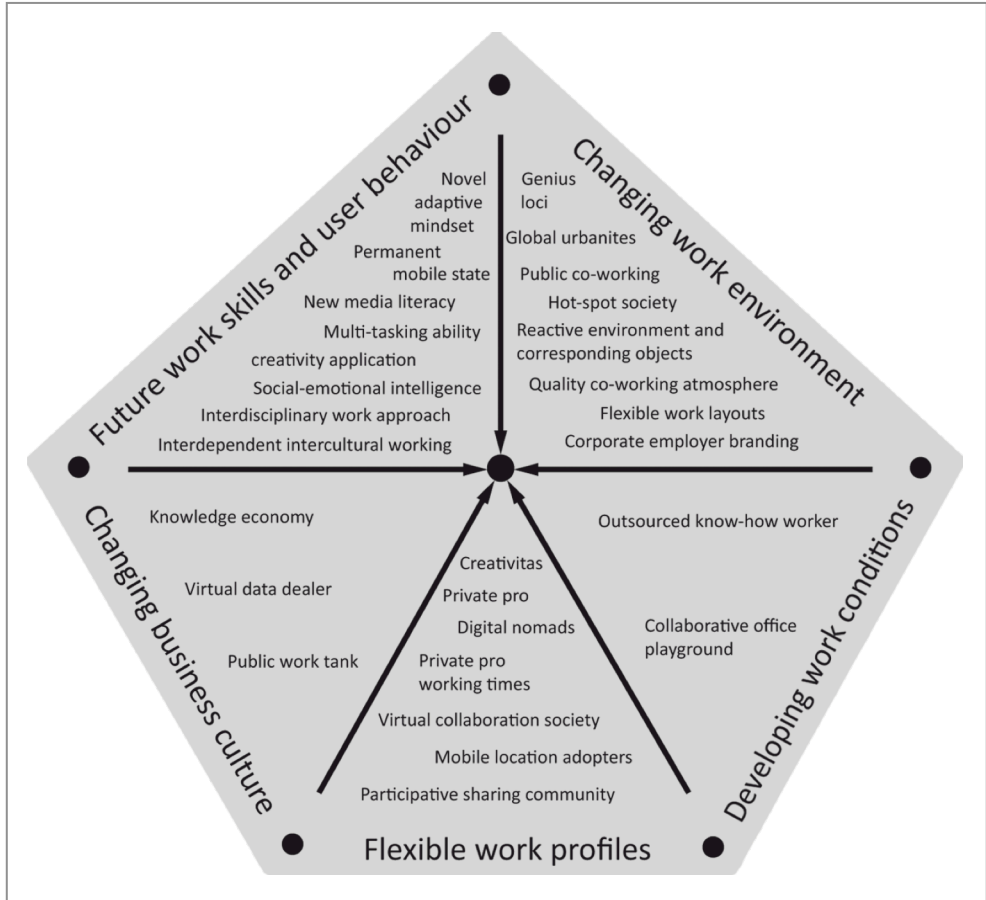 Future work skills and user behaviour
Novel
adaptive
mindset
Permanent
mobile state
New media literacy
Multi-tasking ability
creativity application
Social-emotional intelligence
Interdisciplinary work approach
Interdependent intercultural working
Changing work environment
Genius
loci
Global urbanites
Public co-working
Hot-spot society
Reactive environment and
corresponding objects
Quality co-working atmosphere
Flexible work layouts
Corporate employer branding
Changing business culture
Knowledge economy
Virtual data dealer
Public work tank
Creativitas
Private pro
Digital nomads
Private pro
working times
Virtual collaboration society
Mobile location adopters
Participative sharing community
Flexible work profiles
Outsourced know-how worker
Collaborative office
playground
Developing work conditions